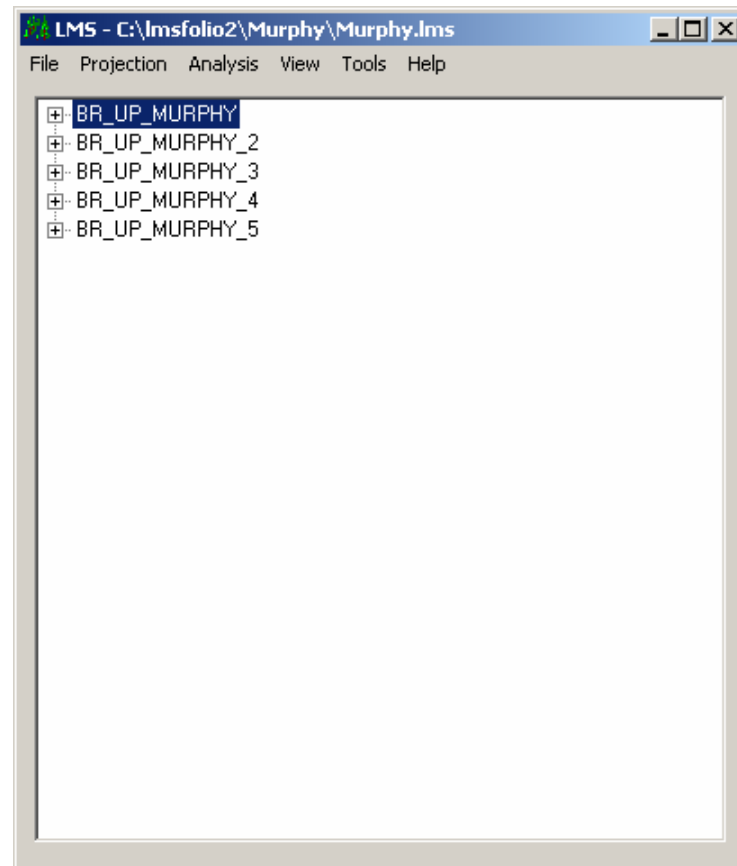 LMS - C:\lmsfolio2\Murphy\Murphy.lms
File Projection Analysis View Tools Help
BR_UP_MURPHY
BR_UP_MURPHY_2
BR_UP_MURPHY_3
BR_UP_MURPHY_4
BR_UP_MURPHY_5